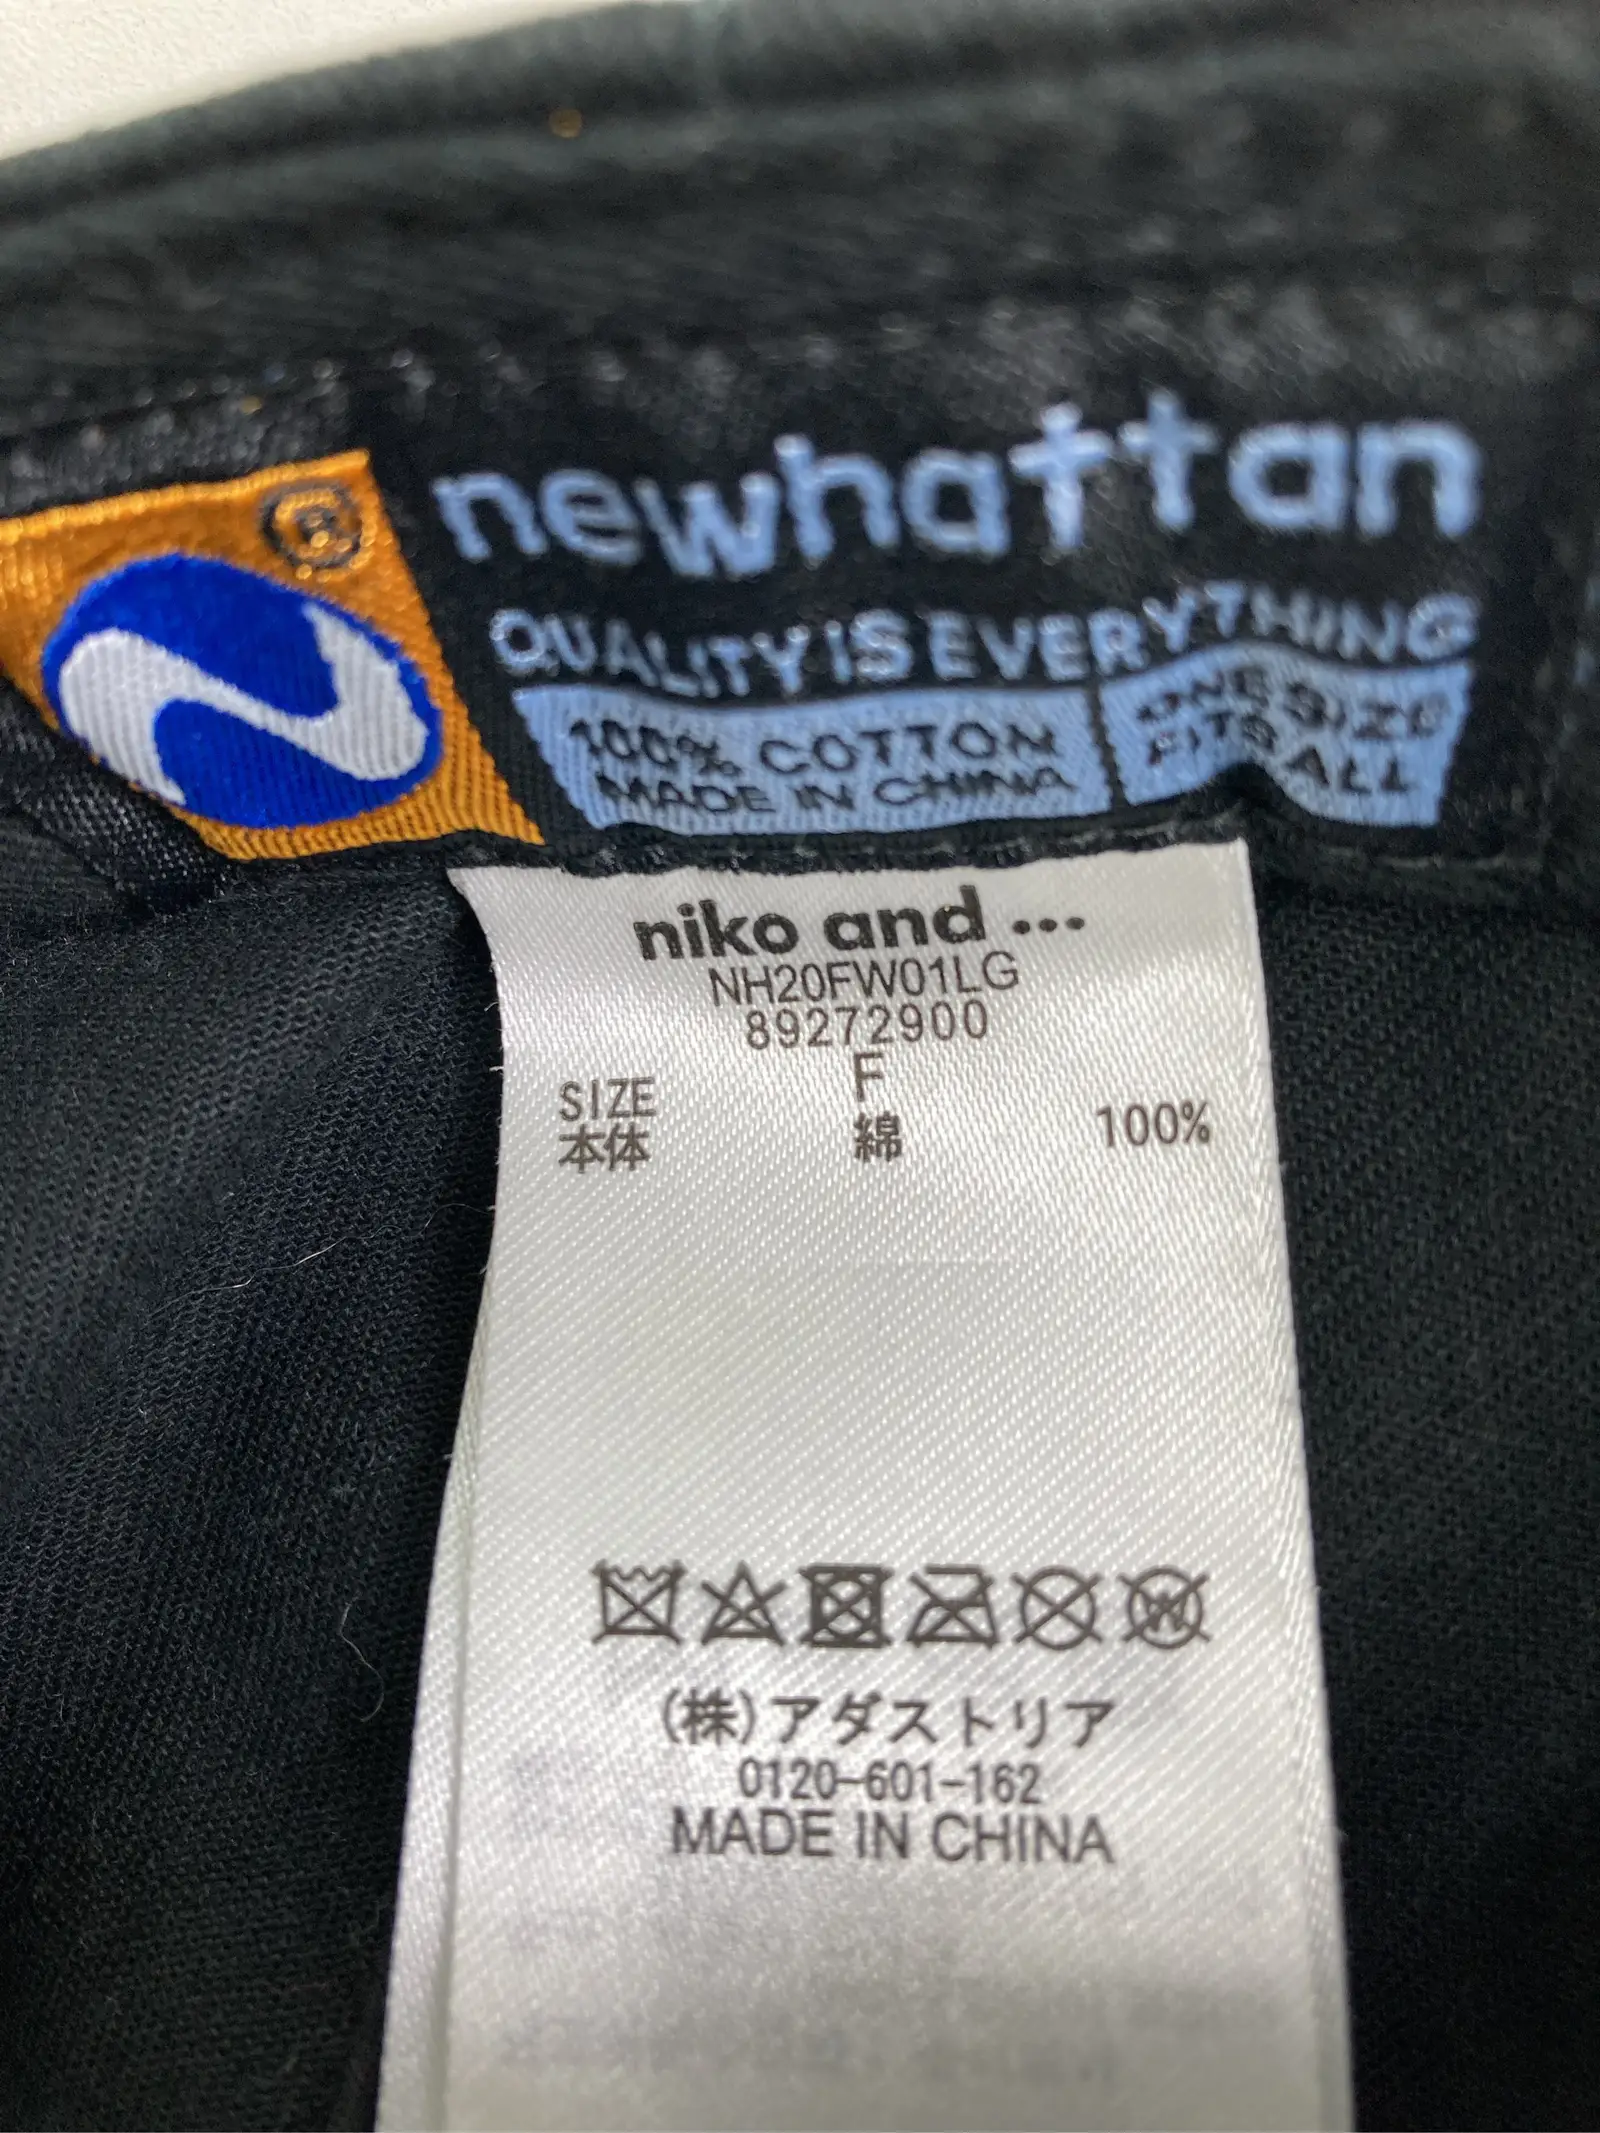 newhattan
®
QUALITY IS EVERYTHING
100% COTTON
MADE IN CHINA
ONE SIZE
FITS ALL
niko and ...
NH20FW01LG
89272900
SIZE F
本体 綿 100%
(株)アダストリア
0120-601-162
MADE IN CHINA